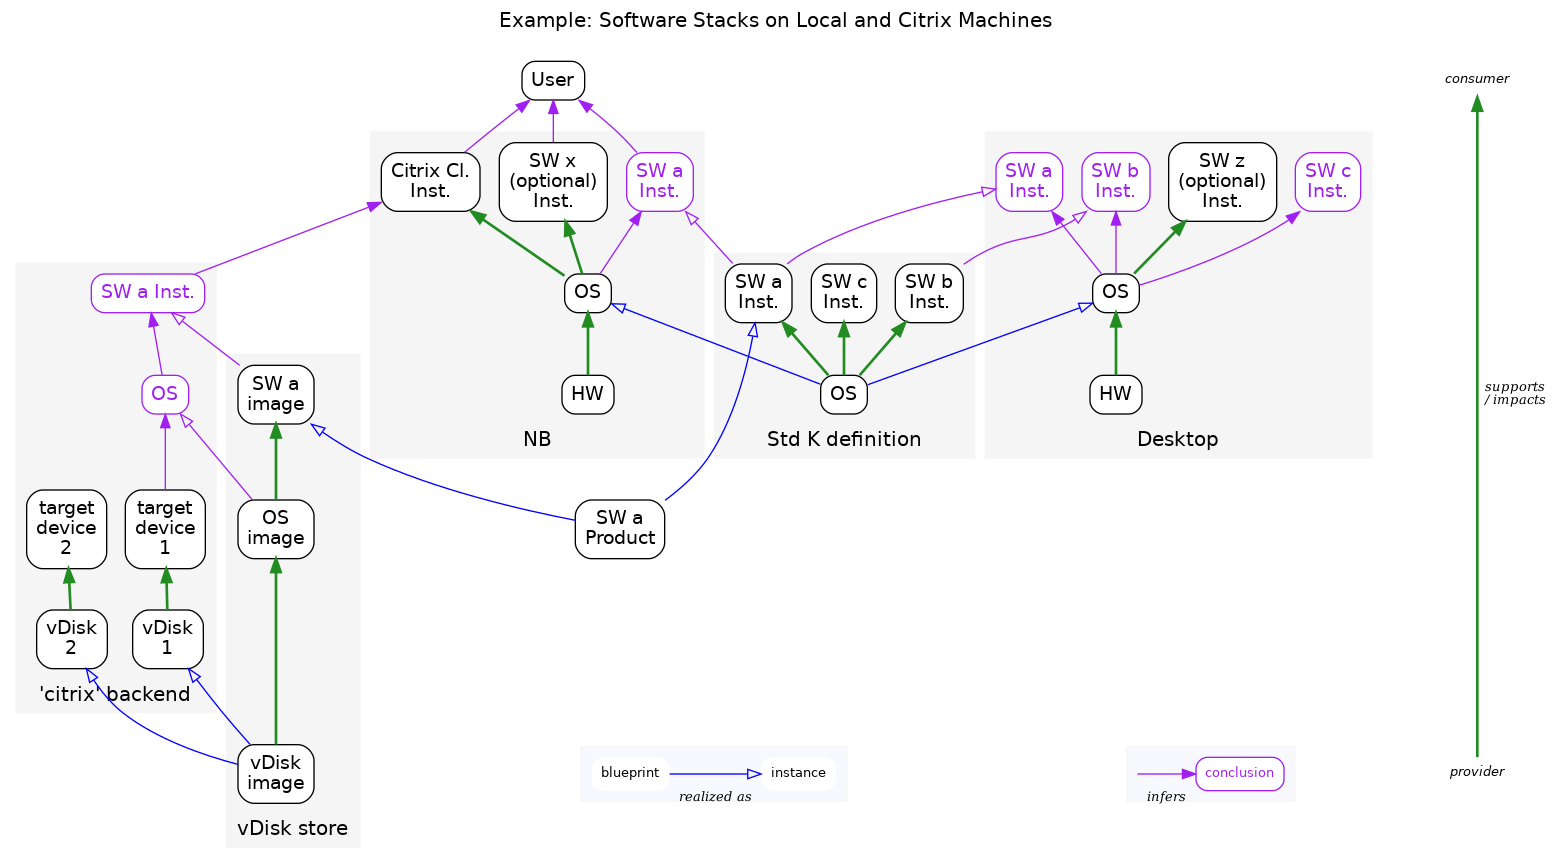 Example: Software Stacks on Local and Citrix Machines
User
consumer
Citrix Cl.
Inst.
SW x
(optional)
Inst.
SW a
Inst.
SW a
Inst.
SW b
Inst.
SW z
(optional)
Inst.
SW c
Inst.
SW a Inst.
OS
SW a
Inst.
SW c
Inst.
SW b
Inst.
OS
OS
SW a
image
HW
OS
HW
supports
/ impacts
NB
Std K definition
Desktop
target
device
2
target
device
1
OS
image
SW a
Product
vDisk
2
vDisk
1
'citrix' backend
vDisk
image
vDisk store
blueprint
instance
realized as
infers
conclusion
provider